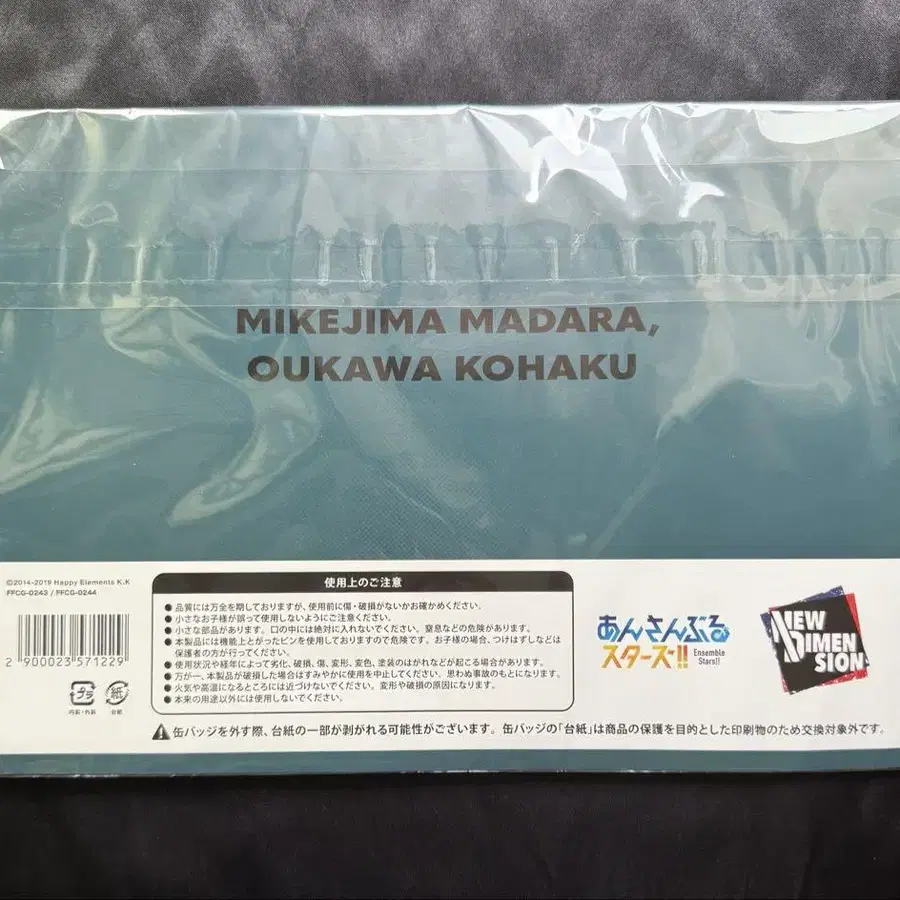 MIKEJIMA MADARA,
OUKAWA KOHAKU
©2014-2019 Happy Elements K.K
FFCG-0243 / FFCG-0244
2 900023 571229
プラ
内袋・外袋
紙
台紙
使用上のご注意
● 品質には万全を期しておりますが、使用前に傷・破損がないかお確かめください。
● 小さなお子様が誤って使用しないようにご注意ください。
● 小さな部品があります。口の中には絶対に入れないでください。窒息などの危険があります。
● 本製品には機能上とがったピンを使用しておりますので危険です。お子様の場合、つけはずしなどは
保護者の方が行ってください。
● 使用状況や経年によって劣化、破損、傷、変形、変色、塗装のはがれなどが起こる場合があります。
● 万が一、本製品が破損した場合はすみやかに使用を中止してください。思わぬ事故のもとになります。
● 火気や高温になるところには近づけないでください。変形や破損の原因になります。
● 本来の用途以外にはご使用にならないでください。
あんさんぶる
スターズ!!
Ensemble
Stars!!
NEW
DIMEN
SION
缶バッジを外す際、台紙の一部が剥がれる可能性がございます。缶バッジの「台紙」は商品の保護を目的とした印刷物のため交換対象外です。